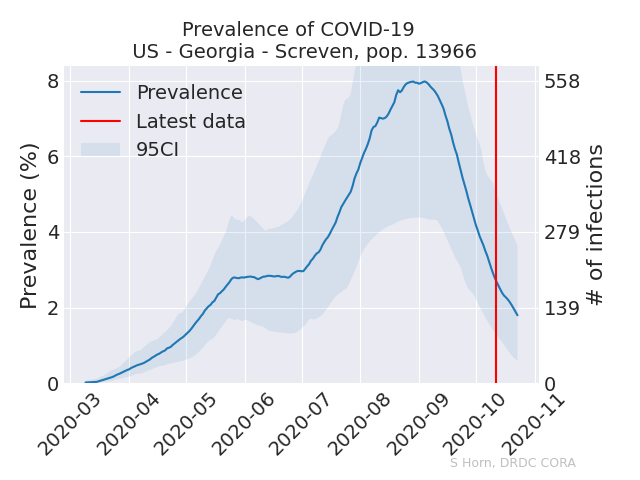 Prevalence of COVID-19
US - Georgia - Screven, pop. 13966
Prevalence (%)
8
6
4
2
0
Prevalence
Latest data
95CI
558
418
279
139
0
# of infections
2020-03
2020-04
2020-05
2020-06
2020-07
2020-08
2020-09
2020-10
2020-11
S Horn, DRDC CORA